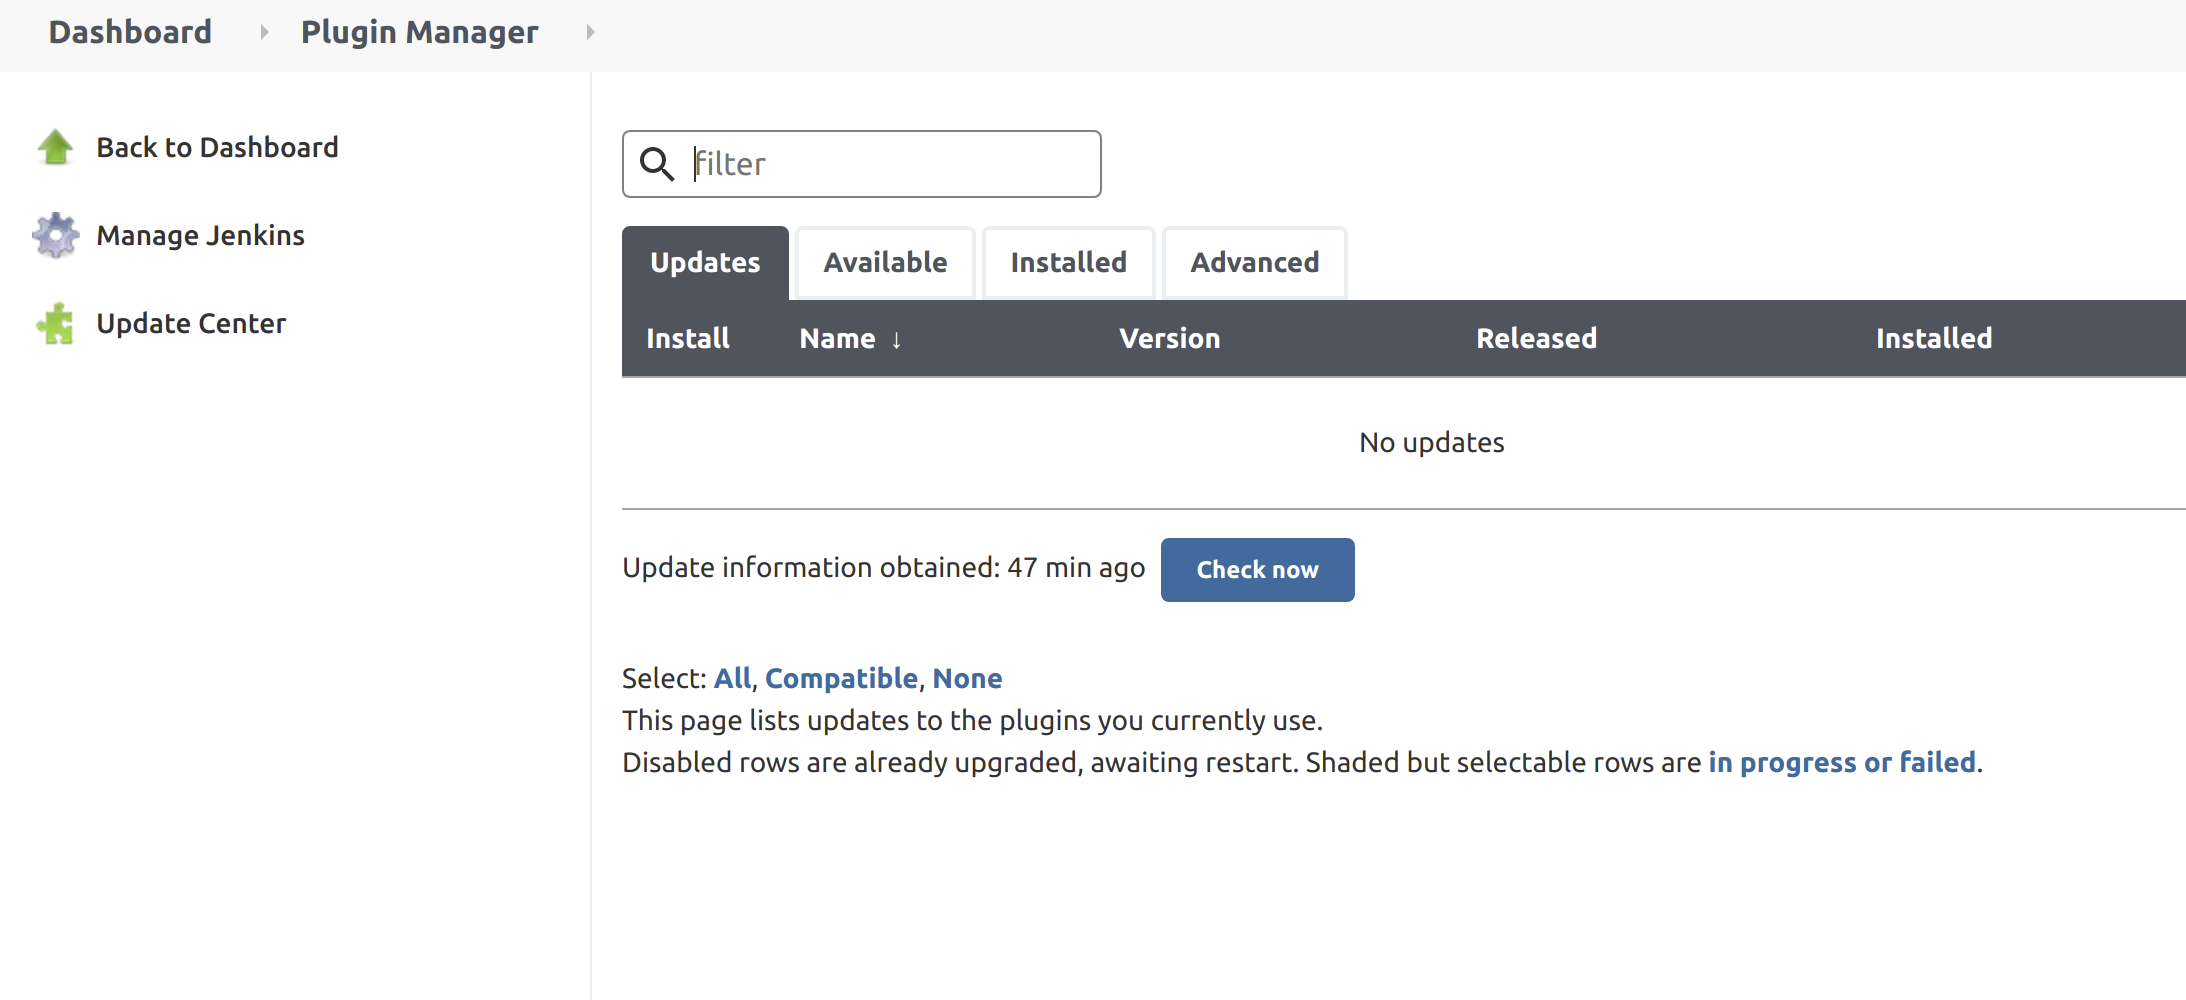 Dashboard Plugin Manager
Back to Dashboard
Manage Jenkins
Update Center
filter
Updates Available Installed Advanced
Install Name ↓ Version Released Installed
No updates
Update information obtained: 47 min ago Check now
Select: All, Compatible, None
This page lists updates to the plugins you currently use.
Disabled rows are already upgraded, awaiting restart. Shaded but selectable rows are in progress or failed.